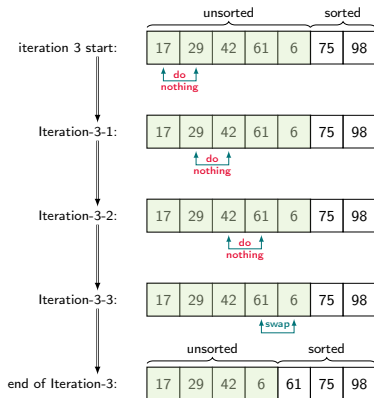 unsorted sorted
iteration 3 start: 17 29 42 61 6 75 98
do
nothing
Iteration-3-1: 17 29 42 61 6 75 98
do
nothing
Iteration-3-2: 17 29 42 61 6 75 98
do
nothing
Iteration-3-3: 17 29 42 61 6 75 98
swap
unsorted sorted
end of Iteration-3: 17 29 42 6 61 75 98